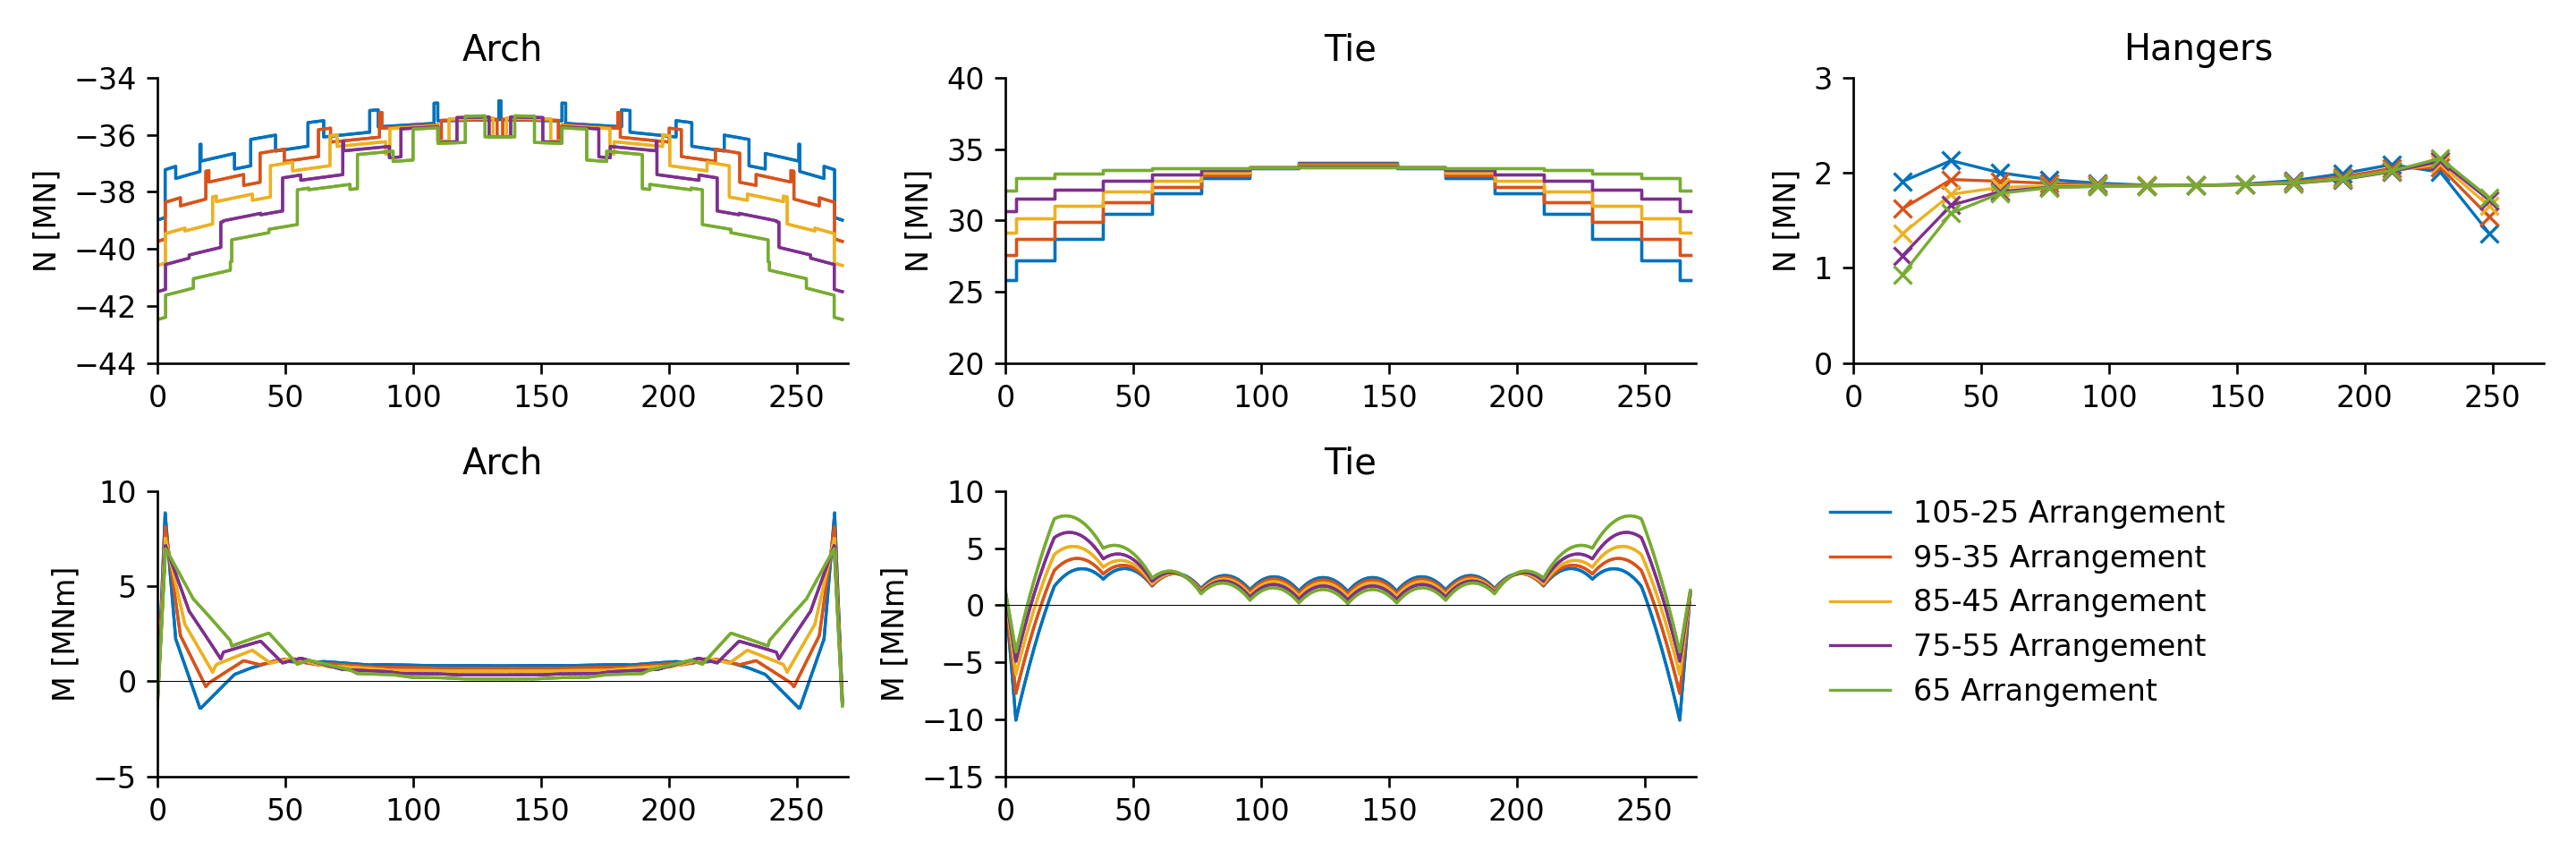 Arch
N [MN]
−34
−36
−38
−40
−42
−44
0 50 100 150 200 250
Tie
N [MN]
40
35
30
25
20
0 50 100 150 200 250
Hangers
N [MN]
3
2
1
0
0 50 100 150 200 250
Arch
M [MNm]
10
5
0
−5
0 50 100 150 200 250
Tie
M [MNm]
10
5
0
−5
−10
−15
0 50 100 150 200 250
105-25 Arrangement
95-35 Arrangement
85-45 Arrangement
75-55 Arrangement
65 Arrangement